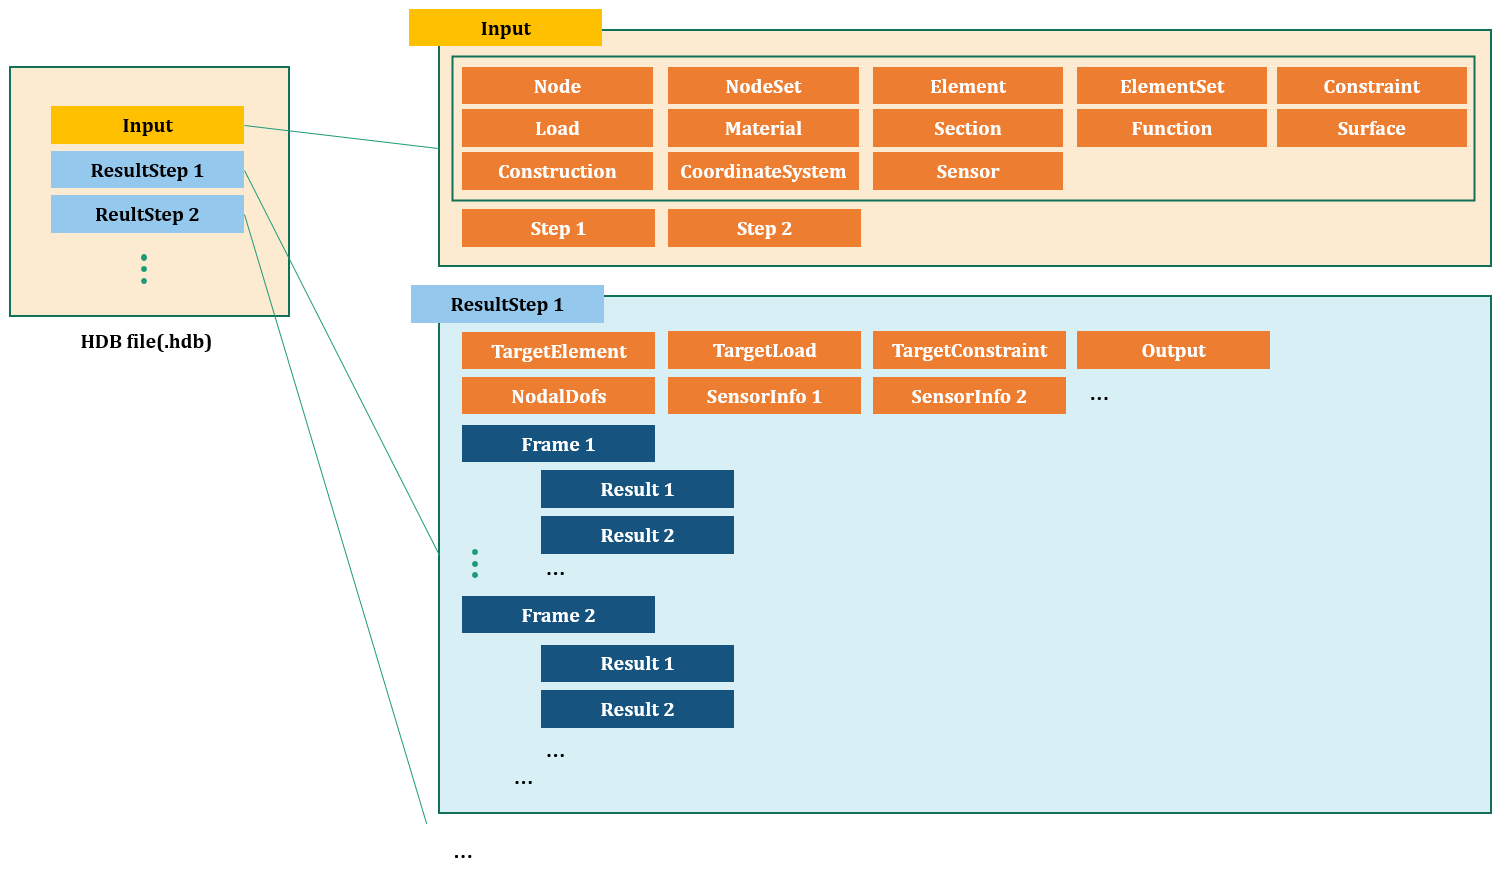 Input
ResultStep 1
ReultStep 2
HDB file(.hdb)
Input
Node NodeSet Element ElementSet Constraint
Load Material Section Function Surface
Construction CoordinateSystem Sensor
Step 1 Step 2
ResultStep 1
TargetElement TargetLoad TargetConstraint Output
NodalDofs SensorInfo 1 SensorInfo 2 ...
Frame 1
Result 1
Result 2
...
Frame 2
Result 1
Result 2
...
...
...